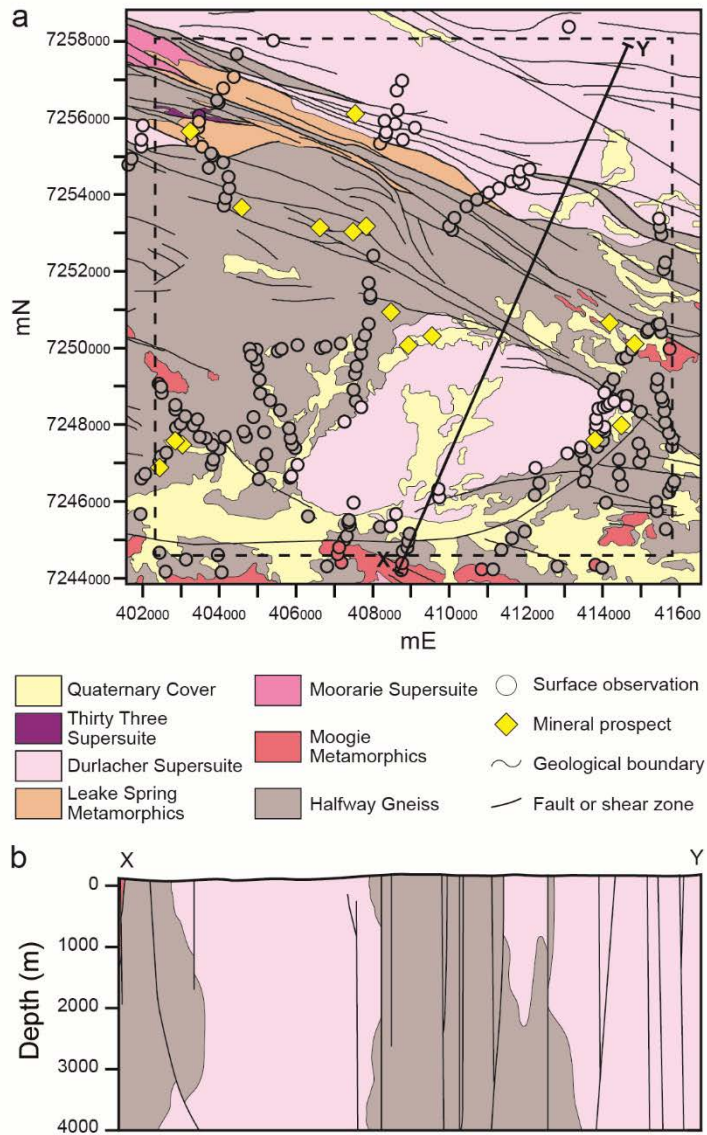 a
7258000
7256000
7254000
7252000
7250000
7248000
7246000
7244000
mN
Y
X
402000 404000 406000 408000 410000 412000 414000 416000
mE
Quaternary Cover
Thirty Three
Supersuite
Durlacher Supersuite
Leake Spring
Metamorphics
Moorarie Supersuite
Moogie
Metamorphics
Halfway Gneiss
Surface observation
Mineral prospect
Geological boundary
Fault or shear zone
b
X Y
0
1000
2000
3000
4000
Depth (m)